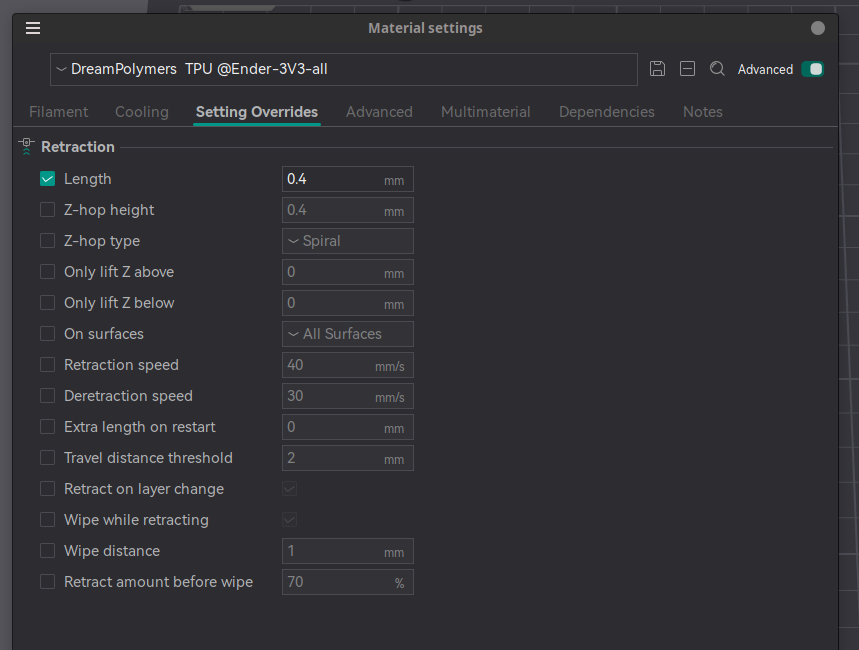 Material settings
DreamPolymers  TPU @Ender-3V3-all
Advanced
Filament Cooling Setting Overrides Advanced Multimaterial Dependencies Notes
Retraction
Length 0.4 mm
Z-hop height 0.4 mm
Z-hop type Spiral
Only lift Z above 0 mm
Only lift Z below 0 mm
On surfaces All Surfaces
Retraction speed 40 mm/s
Deretraction speed 30 mm/s
Extra length on restart 0 mm
Travel distance threshold 2 mm
Retract on layer change
Wipe while retracting
Wipe distance 1 mm
Retract amount before wipe 70 %